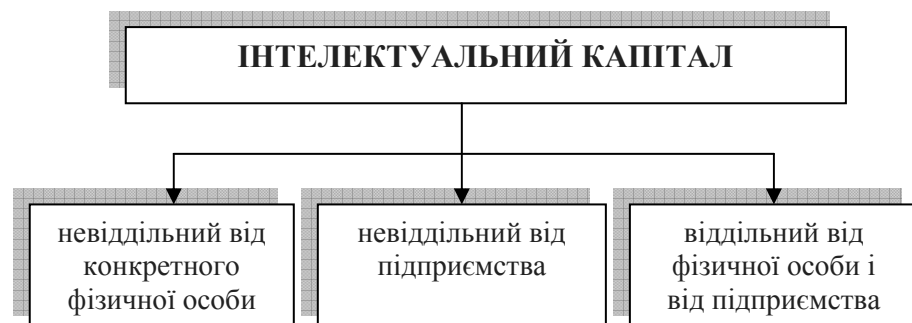 ІНТЕЛЕКТУАЛЬНИЙ КАПІТАЛ
невіддільний від
конкретного
фізичної особи
невіддільний від
підприємства
віддільний від
фізичної особи і
від підприємства